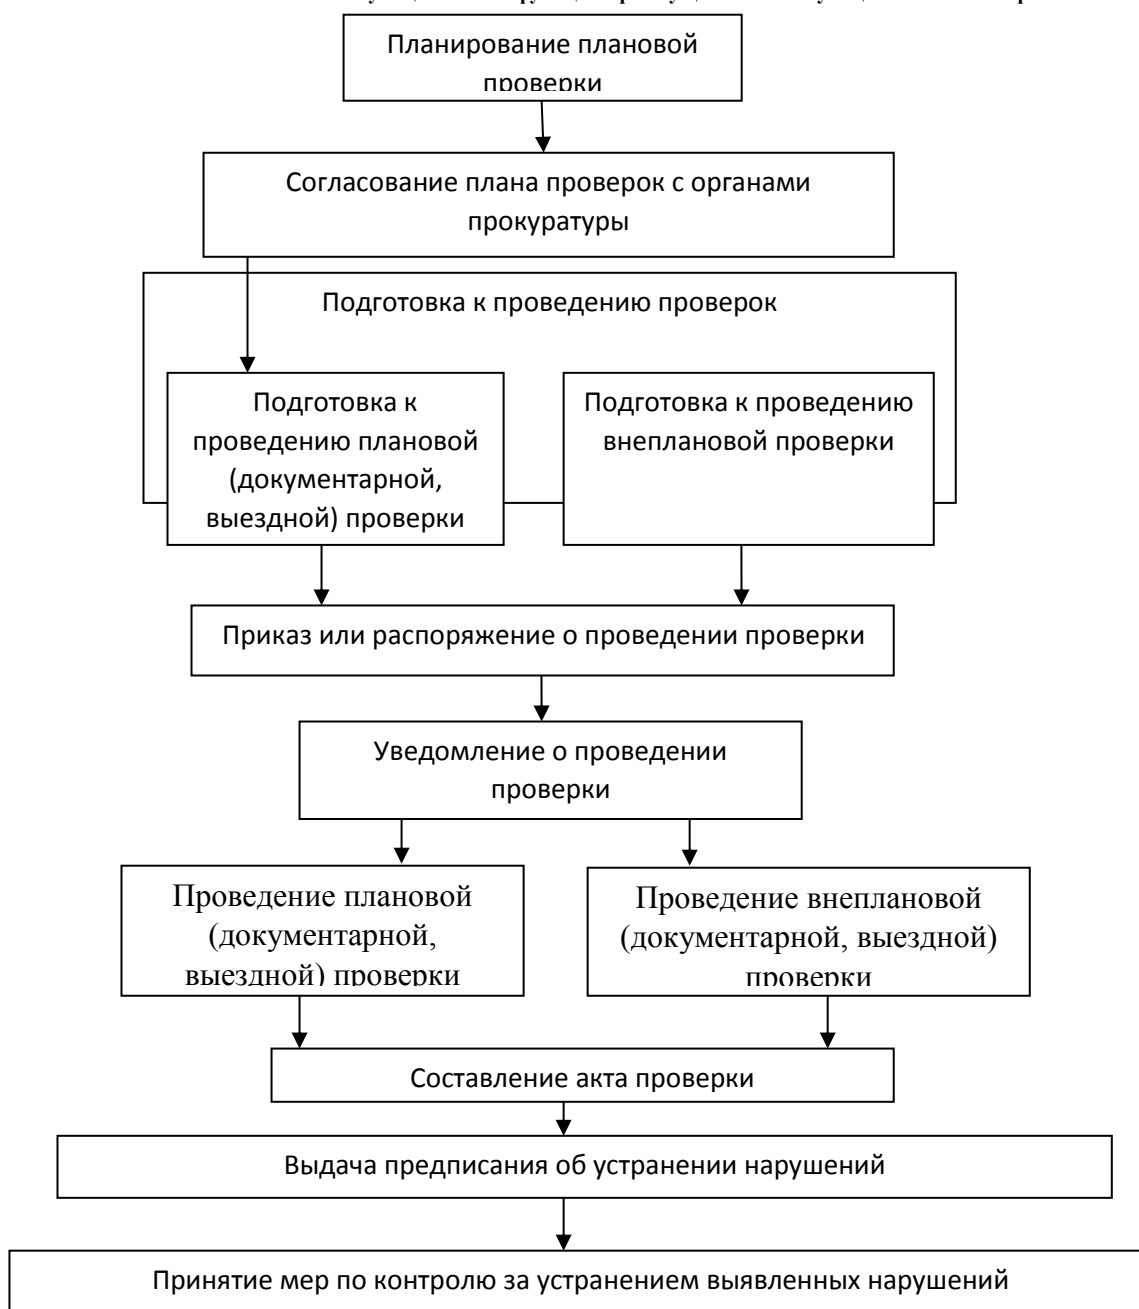 Планирование плановой
проверки
Согласование плана проверок с органами
прокуратуры
Подготовка к проведению проверок
Подготовка к
проведению плановой
(документарной,
выездной) проверки
Подготовка к проведению
внеплановой проверки
Приказ или распоряжение о проведении проверки
Уведомление о проведении
проверки
Проведение плановой
(документарной,
выездной) проверки
Проведение внеплановой
(документарной, выездной)
проверки
Составление акта проверки
Выдача предписания об устранении нарушений
Принятие мер по контролю за устранением выявленных нарушений